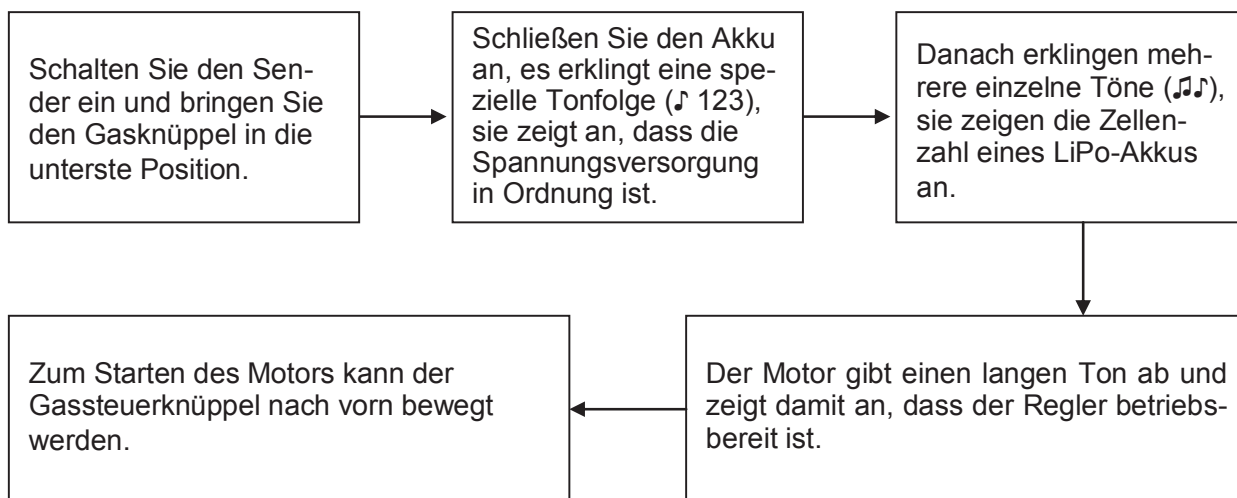 Schalten Sie den Sen-
der ein und bringen Sie
den Gasknüppel in die
unterste Position.
Schließen Sie den Akku
an, es erklingt eine spe-
zielle Tonfolge (♪ 123),
sie zeigt an, dass die
Spannungsversorgung
in Ordnung ist.
Danach erklingen meh-
rere einzelne Töne (♫♪),
sie zeigen die Zellen-
zahl eines LiPo-Akkus
an.
Der Motor gibt einen langen Ton ab und
zeigt damit an, dass der Regler betriebs-
bereit ist.
Zum Starten des Motors kann der
Gassteuerknüppel nach vorn bewegt
werden.